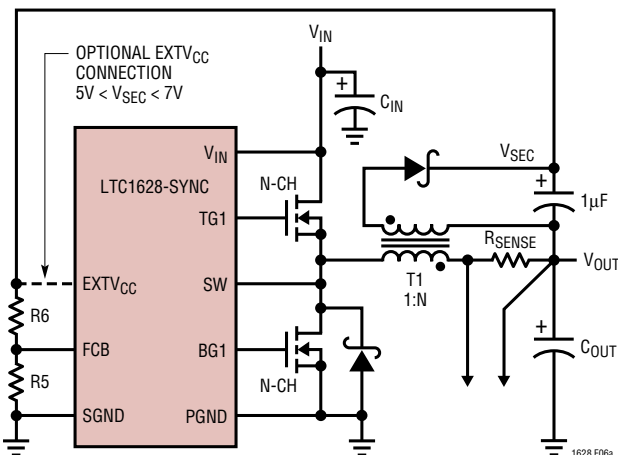 OPTIONAL EXTVCC
CONNECTION
5V < VSEC < 7V
VIN
+
CIN
VIN
LTC1628-SYNC
N-CH
TG1
VSEC
+
1µF
RSENSE
VOUT
T1
1:N
EXTVCC
SW
R6
+
COUT
FCB
BG1
R5
N-CH
SGND
PGND
1628 F06a